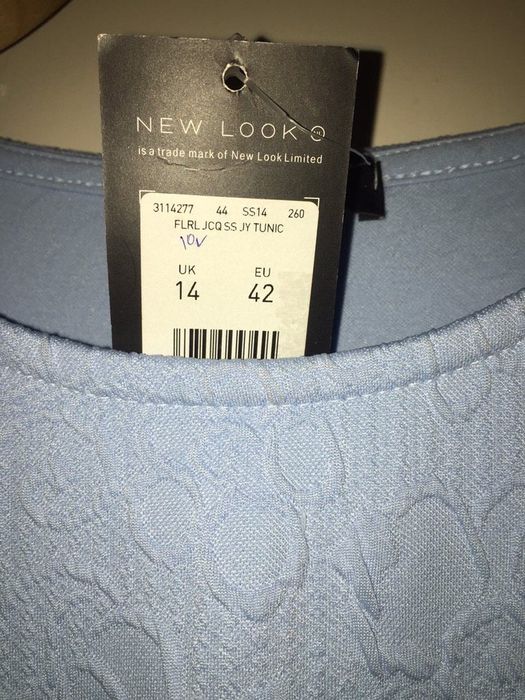 NEW LOOK
is a trade mark of New Look Limited
3114277 44 SS14 260
FLRL JCQ SS JY TUNIC
10v
UK EU
14 42